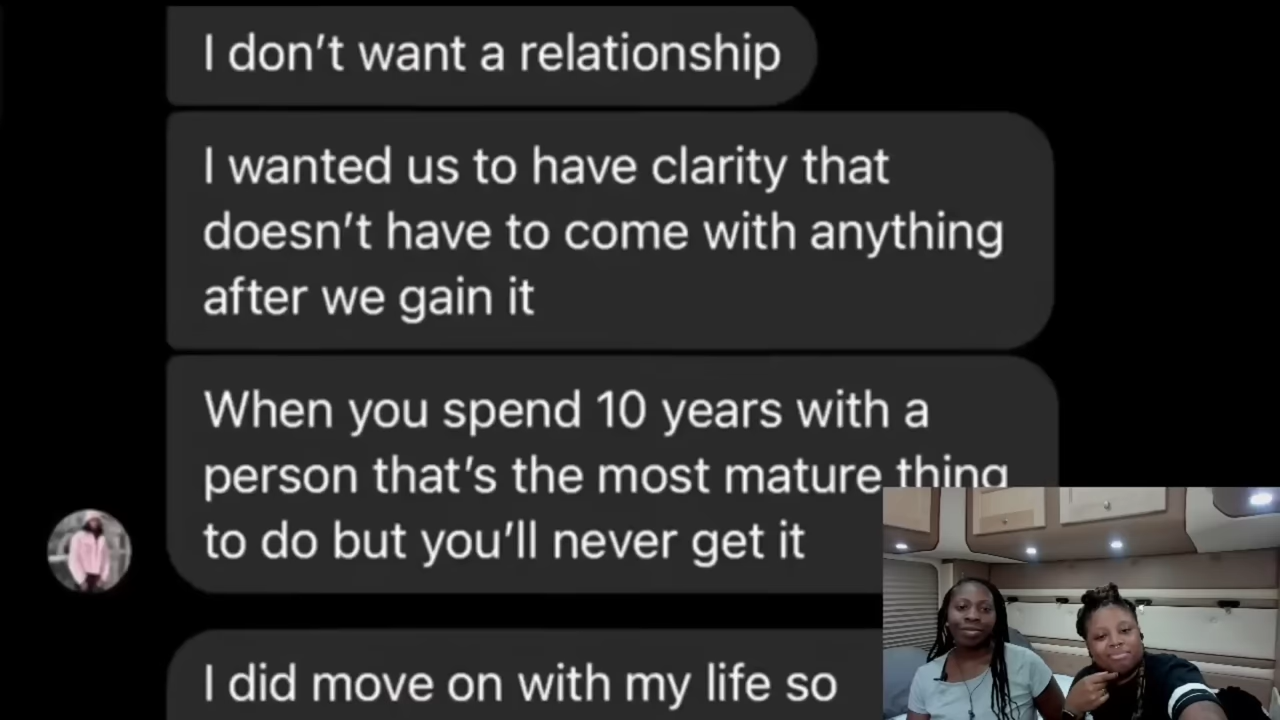 I don't want a relationship
I wanted us to have clarity that
doesn't have to come with anything
after we gain it
When you spend 10 years with a
person that's the most mature thing
to do but you'll never get it
I did move on with my life so